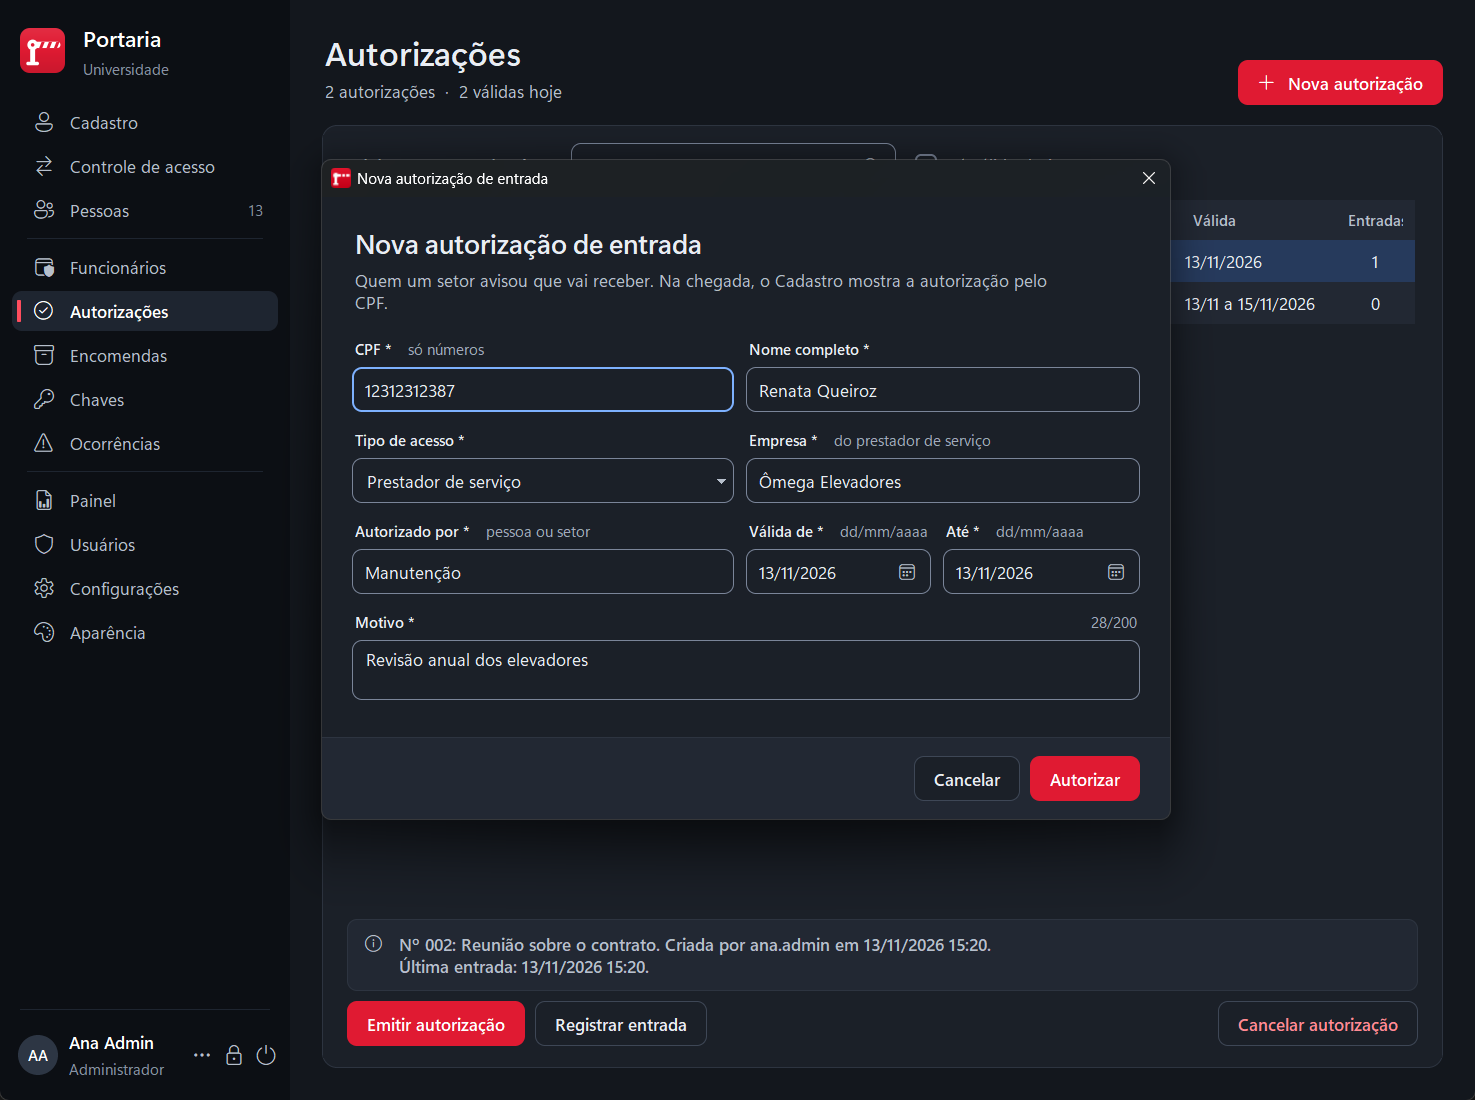 Portaria
Universidade
Cadastro
Controle de acesso
Pessoas 13
Funcionários
Autorizações
Encomendas
Chaves
Ocorrências
Painel
Usuários
Configurações
Aparência
AA
Ana Admin
Administrador
Autorizações
2 autorizações · 2 válidas hoje
+ Nova autorização
Nova autorização de entrada
Nova autorização de entrada
Quem um setor avisou que vai receber. Na chegada, o Cadastro mostra a autorização pelo
CPF.
CPF * só números
12312312387
Nome completo *
Renata Queiroz
Tipo de acesso *
Prestador de serviço
Empresa * do prestador de serviço
Ômega Elevadores
Autorizado por * pessoa ou setor
Manutenção
Válida de * dd/mm/aaaa
13/11/2026
Até * dd/mm/aaaa
13/11/2026
Motivo * 28/200
Revisão anual dos elevadores
Cancelar
Autorizar
Válida Entradas
13/11/2026 1
13/11 a 15/11/2026 0
Nº 002: Reunião sobre o contrato. Criada por ana.admin em 13/11/2026 15:20.
Última entrada: 13/11/2026 15:20.
Emitir autorização
Registrar entrada
Cancelar autorização